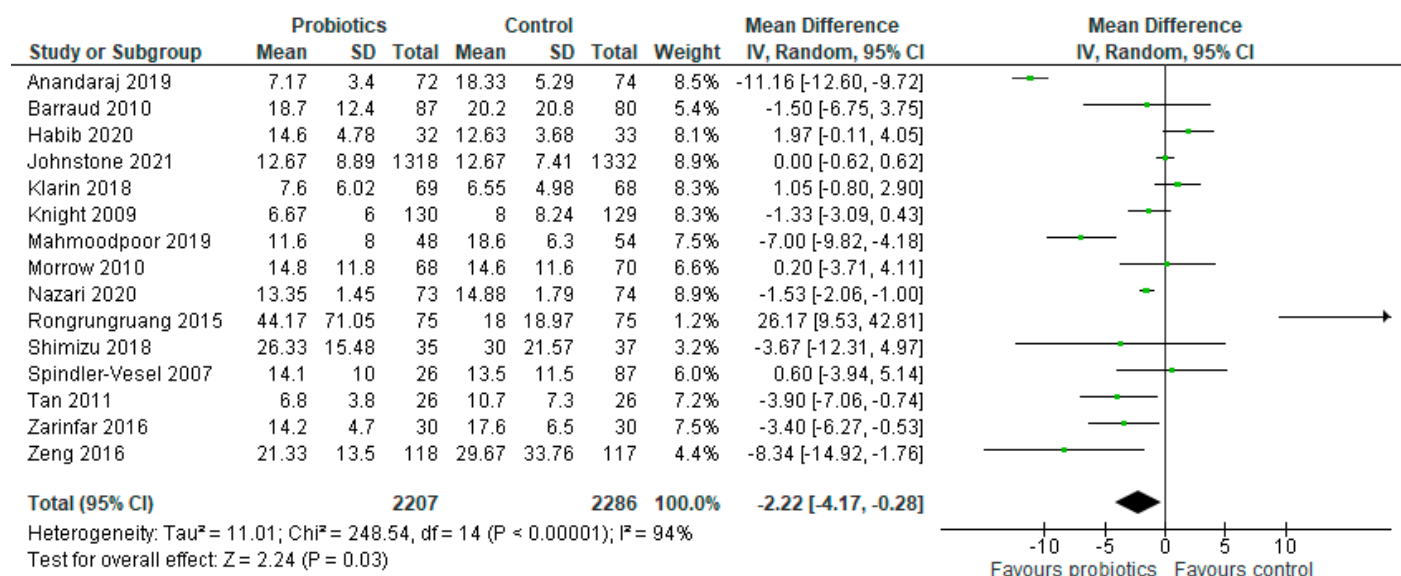 Probiotics Control Mean Difference Mean Difference
Study or Subgroup Mean SD Total Mean SD Total Weight IV, Random, 95% CI IV, Random, 95% CI
Anandaraj 2019 7.17 3.4 72 18.33 5.29 74 8.5% -11.16 [-12.60, -9.72]
Barraud 2010 18.7 12.4 87 20.2 20.8 80 5.4% -1.50 [-6.75, 3.75]
Habib 2020 14.6 4.78 32 12.63 3.68 33 8.1% 1.97 [-0.11, 4.05]
Johnstone 2021 12.67 8.89 1318 12.67 7.41 1332 8.9% 0.00 [-0.62, 0.62]
Klarin 2018 7.6 6.02 69 6.55 4.98 68 8.3% 1.05 [-0.80, 2.90]
Knight 2009 6.67 6 130 8 8.24 129 8.3% -1.33 [-3.09, 0.43]
Mahmoodpoor 2019 11.6 8 48 18.6 6.3 54 7.5% -7.00 [-9.82, -4.18]
Morrow 2010 14.8 11.8 68 14.6 11.6 70 6.6% 0.20 [-3.71, 4.11]
Nazari 2020 13.35 1.45 73 14.88 1.79 74 8.9% -1.53 [-2.06, -1.00]
Rongrungruang 2015 44.17 71.05 75 18 18.97 75 1.2% 26.17 [9.53, 42.81]
Shimizu 2018 26.33 15.48 35 30 21.57 37 3.2% -3.67 [-12.31, 4.97]
Spindler-Vesel 2007 14.1 10 26 13.5 11.5 87 6.0% 0.60 [-3.94, 5.14]
Tan 2011 6.8 3.8 26 10.7 7.3 26 7.2% -3.90 [-7.06, -0.74]
Zarinfar 2016 14.2 4.7 30 17.6 6.5 30 7.5% -3.40 [-6.27, -0.53]
Zeng 2016 21.33 13.5 118 29.67 33.76 117 4.4% -8.34 [-14.92, -1.76]
Total (95% CI) 2207 2286 100.0% -2.22 [-4.17, -0.28]
Heterogeneity: Tau² = 11.01; Chi² = 248.54, df = 14 (P < 0.00001); I² = 94%
Test for overall effect: Z = 2.24 (P = 0.03)
-10 -5 0 5 10
Favours probiotics Favours control